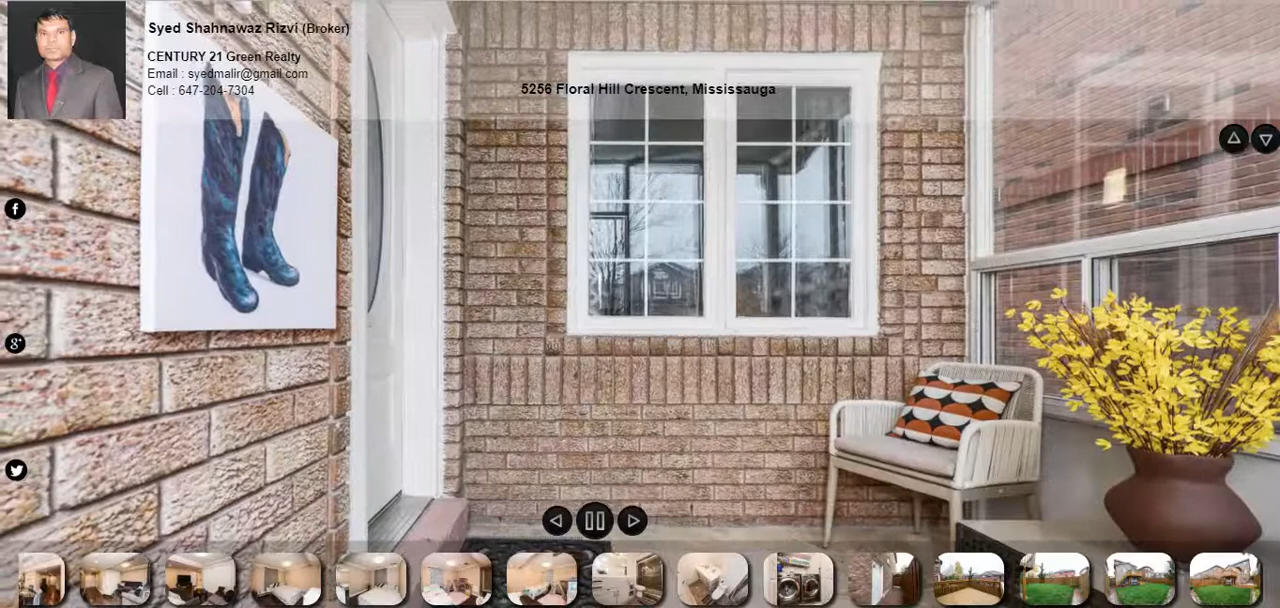 Syed Shahnawaz Rizvi (Broker)
CENTURY 21 Green Realty
Email : syedmalir@gmail.com
Cell : 647-204-7304
5256 Floral Hill Crescent, Mississauga
f
g+